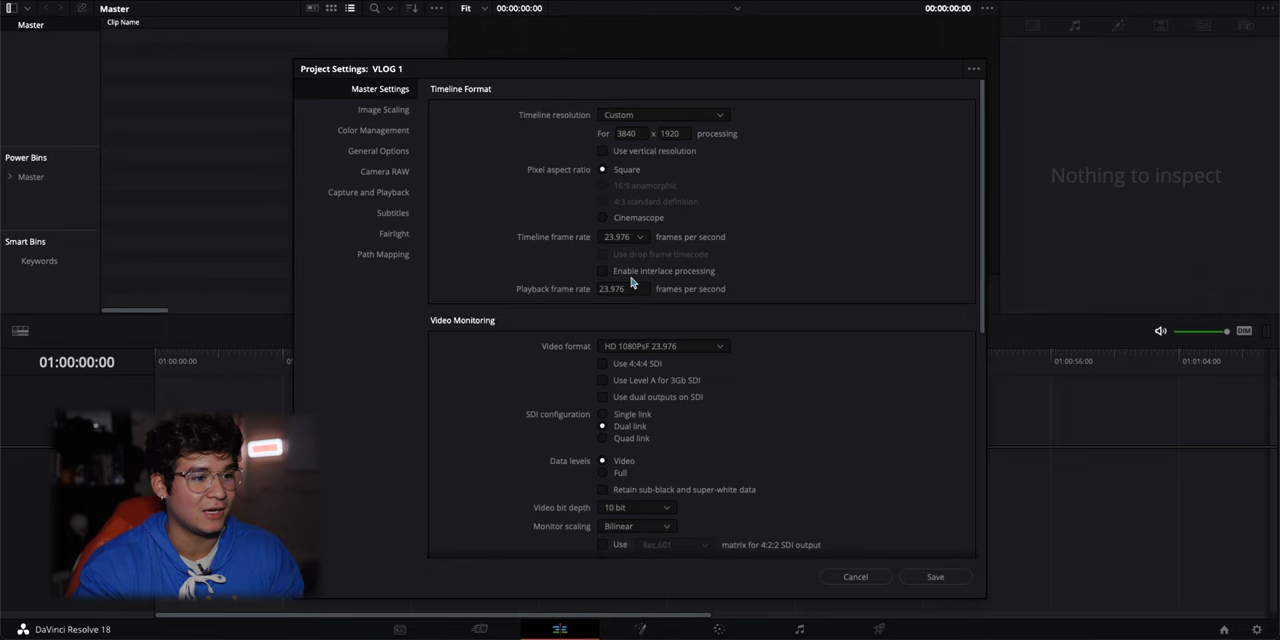 Master
Fit
00:00:00:00
00:00:00:00
Master
Clip Name
Power Bins
Master
Smart Bins
Keywords
Nothing to inspect
Project Settings: VLOG 1
Master Settings
Image Scaling
Color Management
General Options
Camera RAW
Capture and Playback
Subtitles
Fairlight
Path Mapping
Timeline Format
Timeline resolution Custom
For 3840 x 1920 processing
Use vertical resolution
Pixel aspect ratio Square
16:9 anamorphic
4:3 standard definition
Cinemascope
Timeline frame rate 23.976 frames per second
Use drop frame timecode
Enable interlace processing
Playback frame rate 23.976 frames per second
Video Monitoring
Video format HD 1080PsF 23.976
Use 4:4:4 SDI
Use Level A for 3Gb SDI
Use dual outputs on SDI
SDI configuration Single link
Dual link
Quad link
Data levels Video
Full
Retain sub-black and super-white data
Video bit depth 10 bit
Monitor scaling Bilinear
Use Rec.601 matrix for 4:2:2 SDI output
Cancel Save
DIM
01:00:00:00
01:00:00:00
01:01:04:00
DaVinci Resolve 18